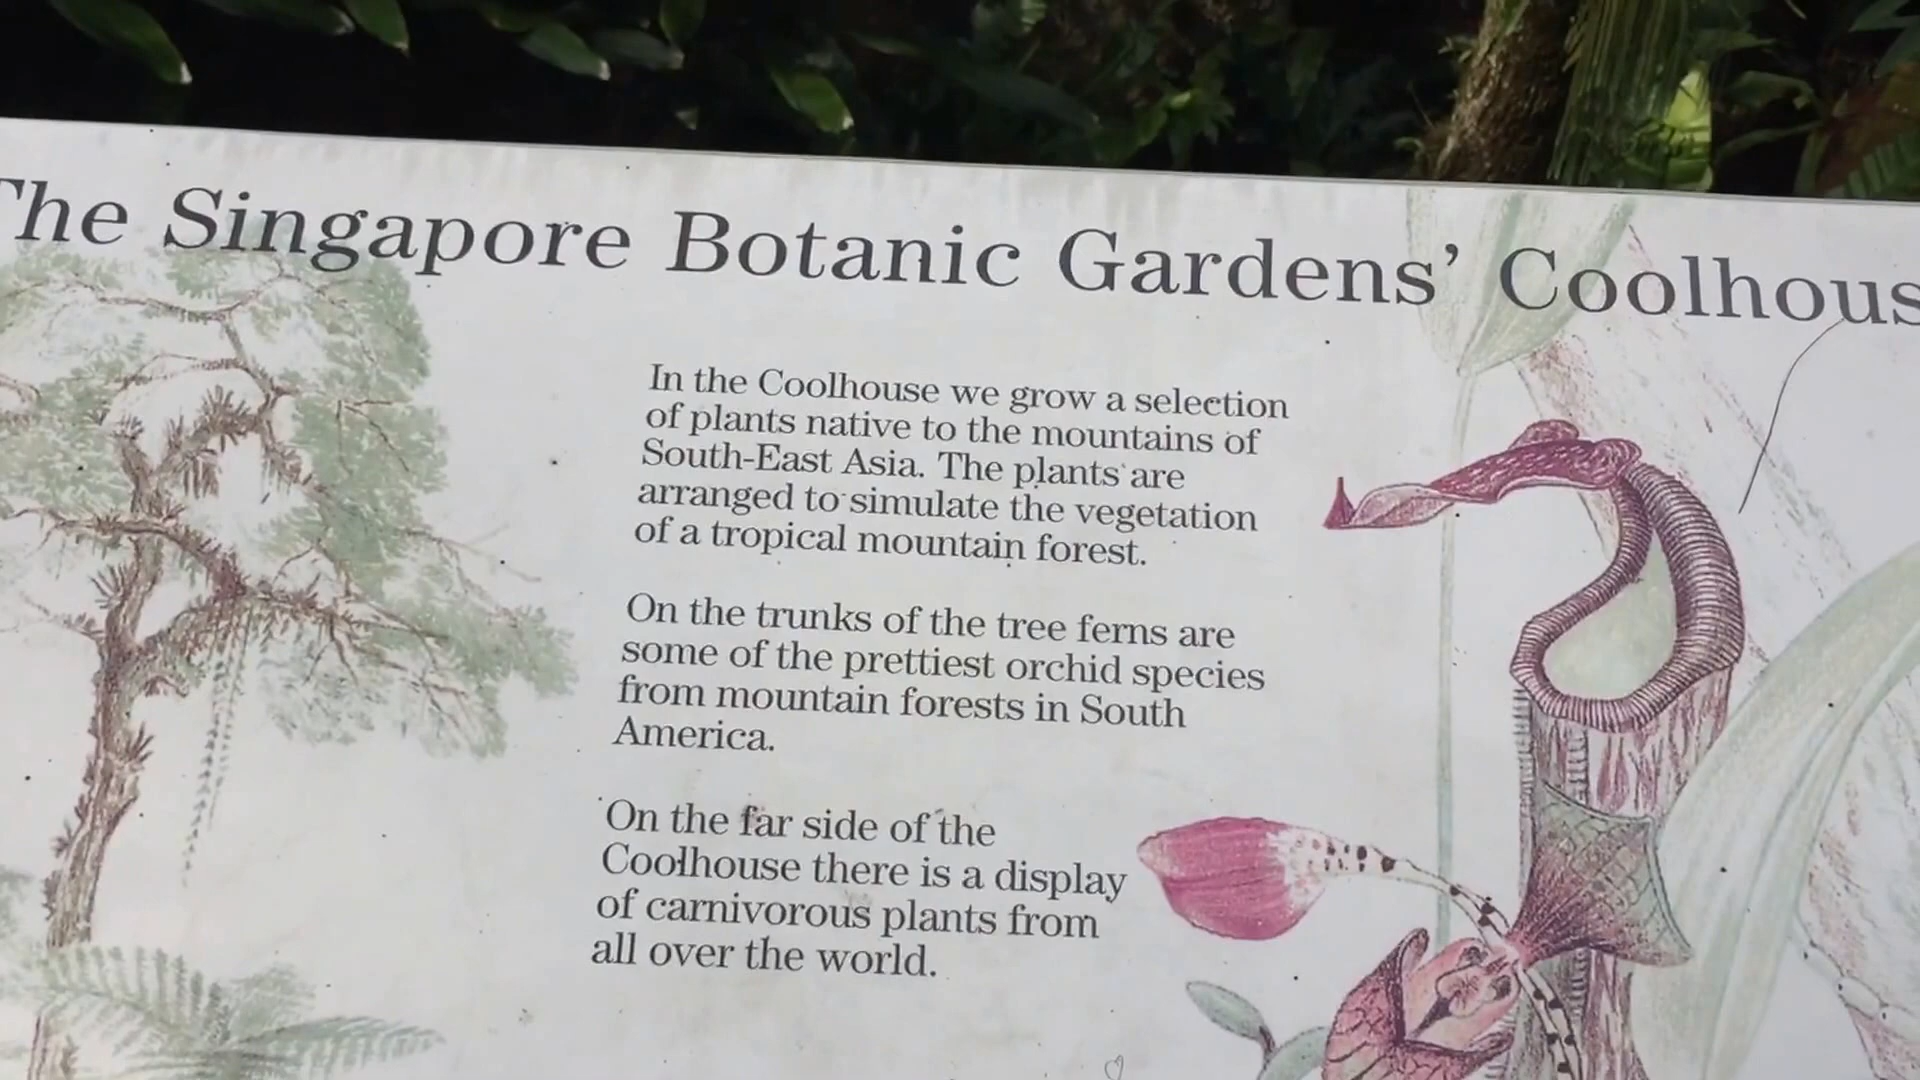 The Singapore Botanic Gardens’ Coolhous
In the Coolhouse we grow a selection
of plants native to the mountains of
South-East Asia. The plants are
arranged to simulate the vegetation
of a tropical mountain forest.
On the trunks of the tree ferns are
some of the prettiest orchid species
from mountain forests in South
America.
On the far side of the
Coolhouse there is a display
of carnivorous plants from
all over the world.